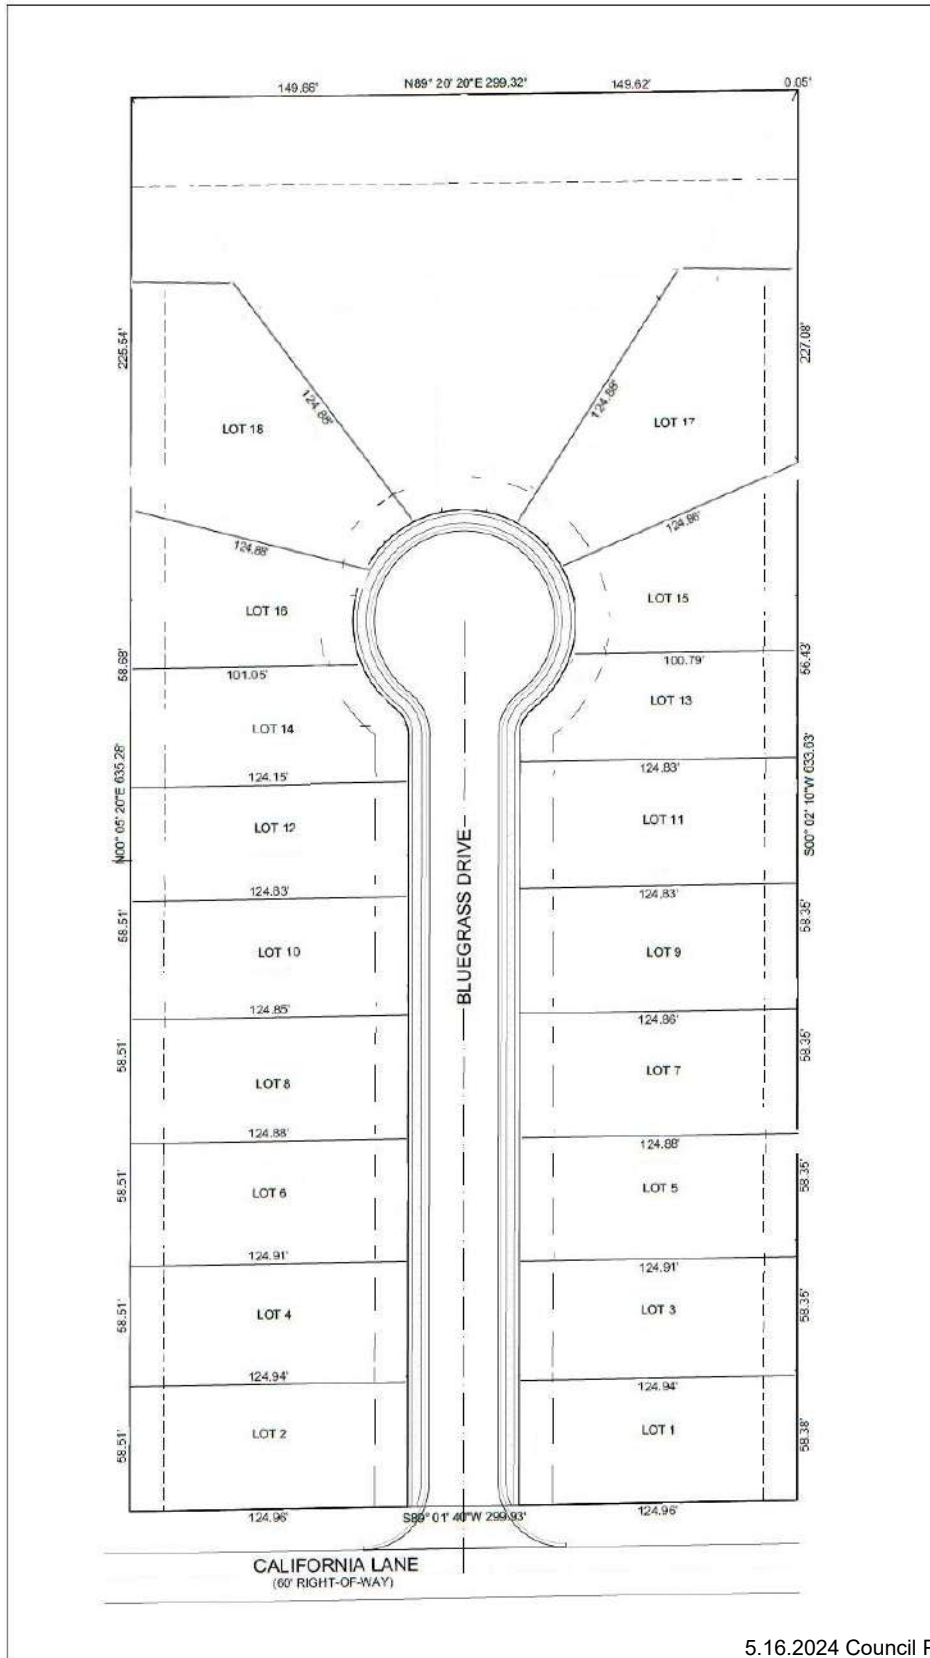 149.66'
N89° 20' 20"E 299.32'
149.62'
0.05'
225.54'
227.08'
124.88'
124.88'
LOT 18
LOT 17
124.88'
124.86'
LOT 16
LOT 15
58.68'
56.43'
101.05'
100.79'
LOT 14
LOT 13
N00° 05' 20"E 635.28'
S00° 02' 10"W 633.63'
124.15'
124.83'
LOT 12
LOT 11
BLUEGRASS DRIVE
124.83'
124.83'
58.51'
58.35'
LOT 10
LOT 9
124.85'
124.86'
58.51'
58.35'
LOT 8
LOT 7
124.88'
124.88'
58.51'
58.35'
LOT 6
LOT 5
124.91'
124.91'
58.51'
58.35'
LOT 4
LOT 3
124.94'
124.94'
58.51'
58.38'
LOT 2
LOT 1
124.96'
S89° 01' 40"W 299.93'
124.96'
CALIFORNIA LANE
(60' RIGHT-OF-WAY)
5.16.2024 Council